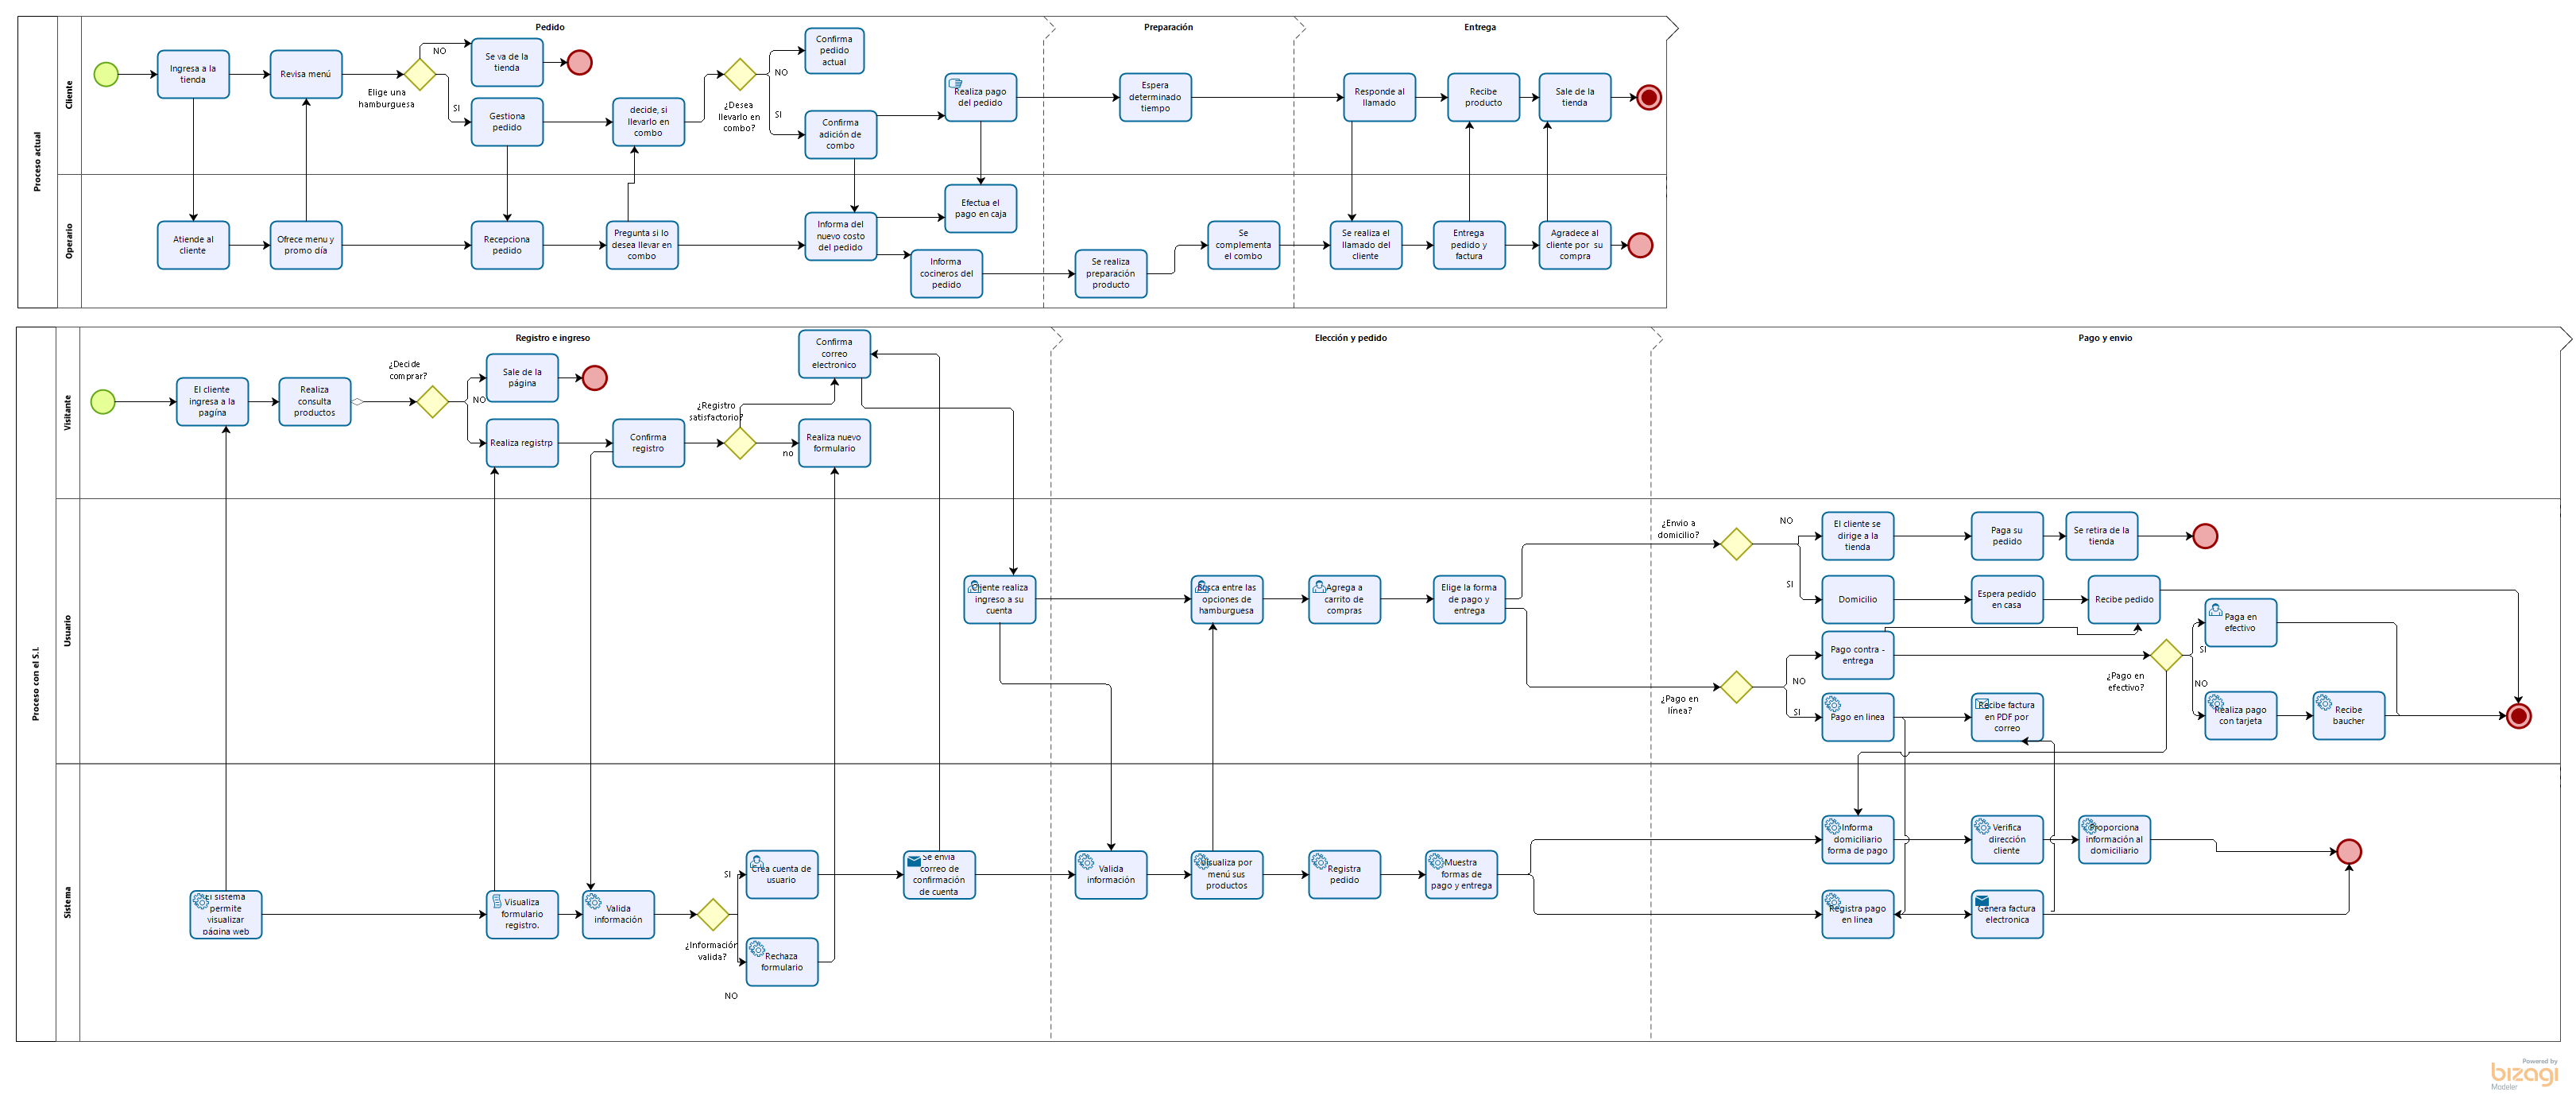 Pedido
Preparación
Entrega
Proceso actual
Cliente
Operario
Ingresa a la
tienda
Revisa menú
Elige una
hamburguesa
NO
SI
Se va de la
tienda
Gestiona
pedido
decide, si
llevarlo en
combo
¿Desea
llevarlo en
combo?
NO
SI
Confirma
pedido
actual
Confirma
adición de
combo
Realiza pago
del pedido
Espera
determinado
tiempo
Responde al
llamado
Recibe
producto
Sale de la
tienda
Atiende al
cliente
Ofrece menu y
promo día
Recepciona
pedido
Pregunta si lo
desea llevar en
combo
Informa del
nuevo costo
del pedido
Efectua el
pago en caja
Informa
cocineros del
pedido
Se realiza
preparación
producto
Se
complementa
el combo
Se realiza el
llamado del
cliente
Entrega
pedido y
factura
Agradece al
cliente por su
compra
Registro e ingreso
Elección y pedido
Pago y envio
Proceso con el S.I.
Visitante
Usuario
Sistema
El cliente
ingresa a la
pagína
Realiza
consulta
productos
¿Decide
comprar?
NO
Sale de la
página
Realiza registrp
Confirma
registro
¿Registro
satisfactorio?
no
Confirma
correo
electronico
Realiza nuevo
formulario
Cliente realiza
ingreso a su
cuenta
Busca entre las
opciones de
hamburguesa
Agrega a
carrito de
compras
Elige la forma
de pago y
entrega
¿Envio a
domicilio?
NO
SI
El cliente se
dirige a la
tienda
Paga su
pedido
Se retira de la
tienda
Domicilio
Espera pedido
en casa
Recibe pedido
¿Pago en
línea?
NO
SI
Pago contra -
entrega
Pago en linea
Recibe factura
en PDF por
correo
¿Pago en
efectivo?
SI
NO
Paga en
efectivo
Realiza pago
con tarjeta
Recibe
baucher
El sistema
permite
visualizar
página web
Visualiza
formulario
registro.
Valida
información
¿Información
valida?
SI
NO
Crea cuenta de
usuario
Rechaza
formulario
Se envia
correo de
confirmación
de cuenta
Valida
información
Visualiza por
menú sus
productos
Registra
pedido
Muestra
formas de
pago y entrega
Informa
domiciliario
forma de pago
Verifica
dirección
cliente
Proporciona
información al
domiciliario
Registra pago
en linea
Genera factura
electronica
Powered by
bizagi
Modeler